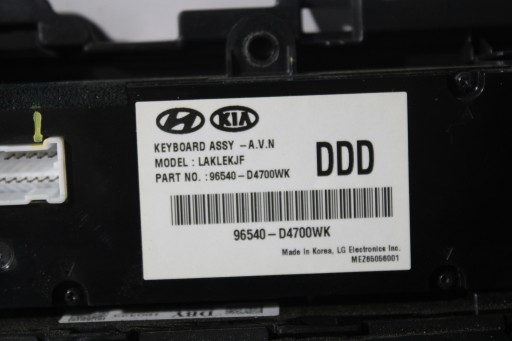 KIA
KEYBOARD ASSY -A.V.N
MODEL : LAKLEKJF
PART NO. : 96540-D4700WK
DDD
96540-D4700WK
Made in Korea, LG Electronics Inc.
MEZ65056001